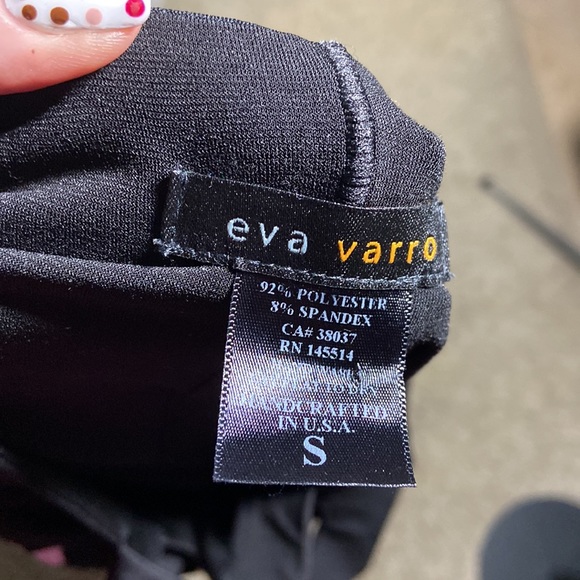 eva varro
92% POLYESTER
8% SPANDEX
CA# 38037
RN 145514
HANDCRAFTED
IN U.S.A.
S